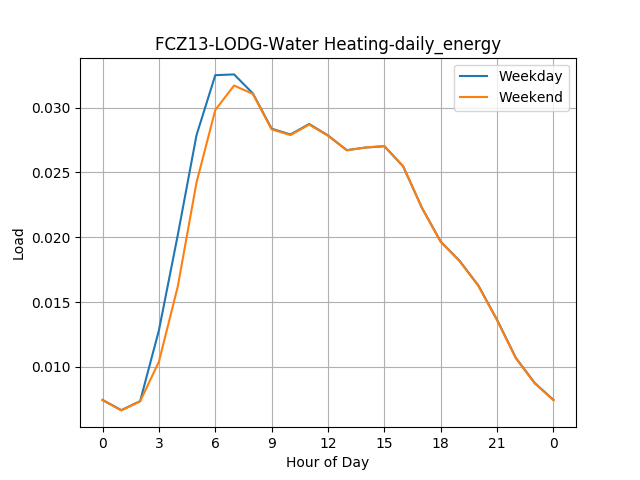 FCZ13-LODG-Water Heating-daily_energy
Weekday
Weekend
0.030
0.025
0.020
0.015
0.010
Load
0 3 6 9 12 15 18 21 0
Hour of Day